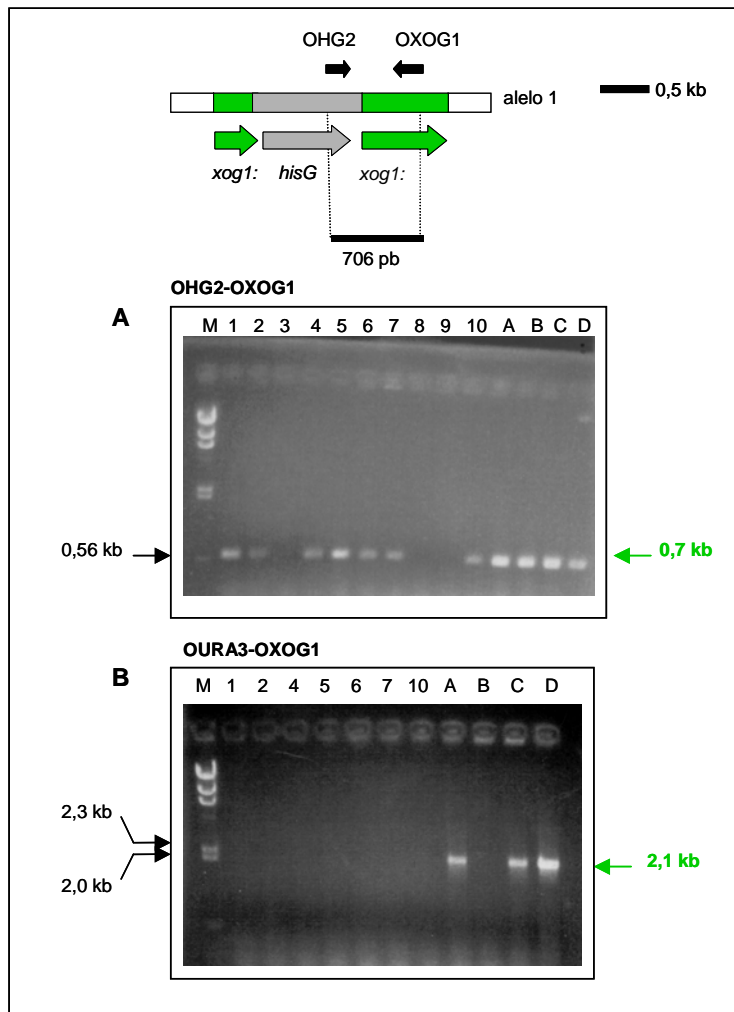 OHG2 OXOG1
alelo 1 0,5 kb
xog1: hisG xog1:
706 pb
OHG2-OXOG1
A
M 1 2 3 4 5 6 7 8 9 10 A B C D
0,56 kb 0,7 kb
OURA3-OXOG1
B
M 1 2 4 5 6 7 10 A B C D
2,3 kb
2,0 kb
2,1 kb